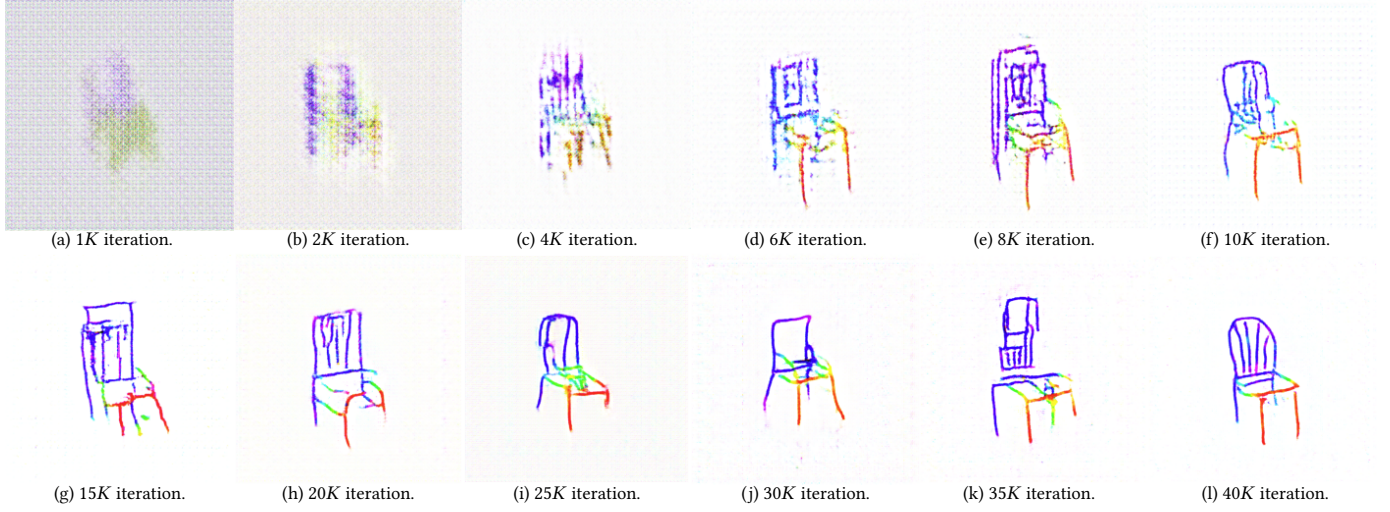 (a) 1K iteration.
(b) 2K iteration.
(c) 4K iteration.
(d) 6K iteration.
(e) 8K iteration.
(f) 10K iteration.
(g) 15K iteration.
(h) 20K iteration.
(i) 25K iteration.
(j) 30K iteration.
(k) 35K iteration.
(l) 40K iteration.